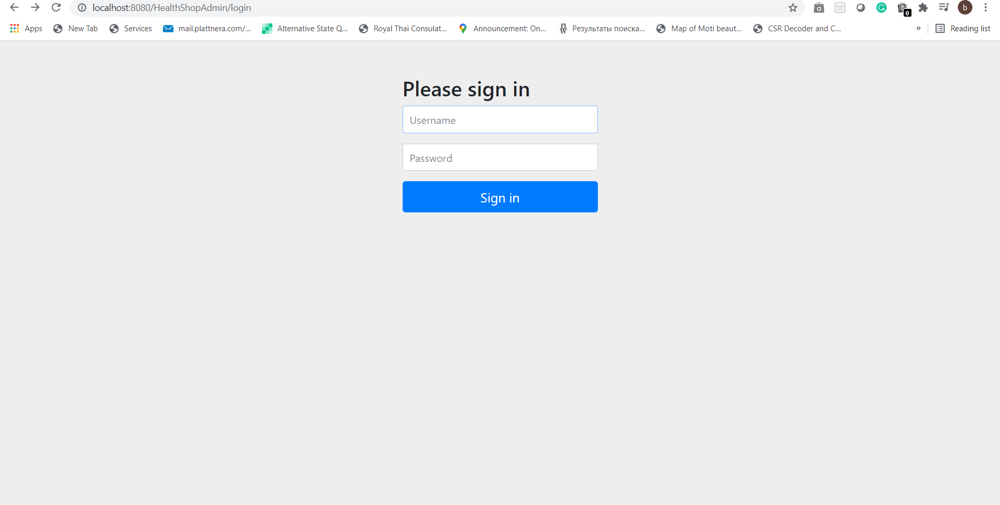 localhost:8080/HealthShopAdmin/login
0
b
Apps New Tab Services mail.plattnera.com/... Alternative State Q... Royal Thai Consulat... Announcement: On... Результаты поиска... Map of Moti beaut... CSR Decoder and C... » Reading list
Please sign in
Username
Password
Sign in